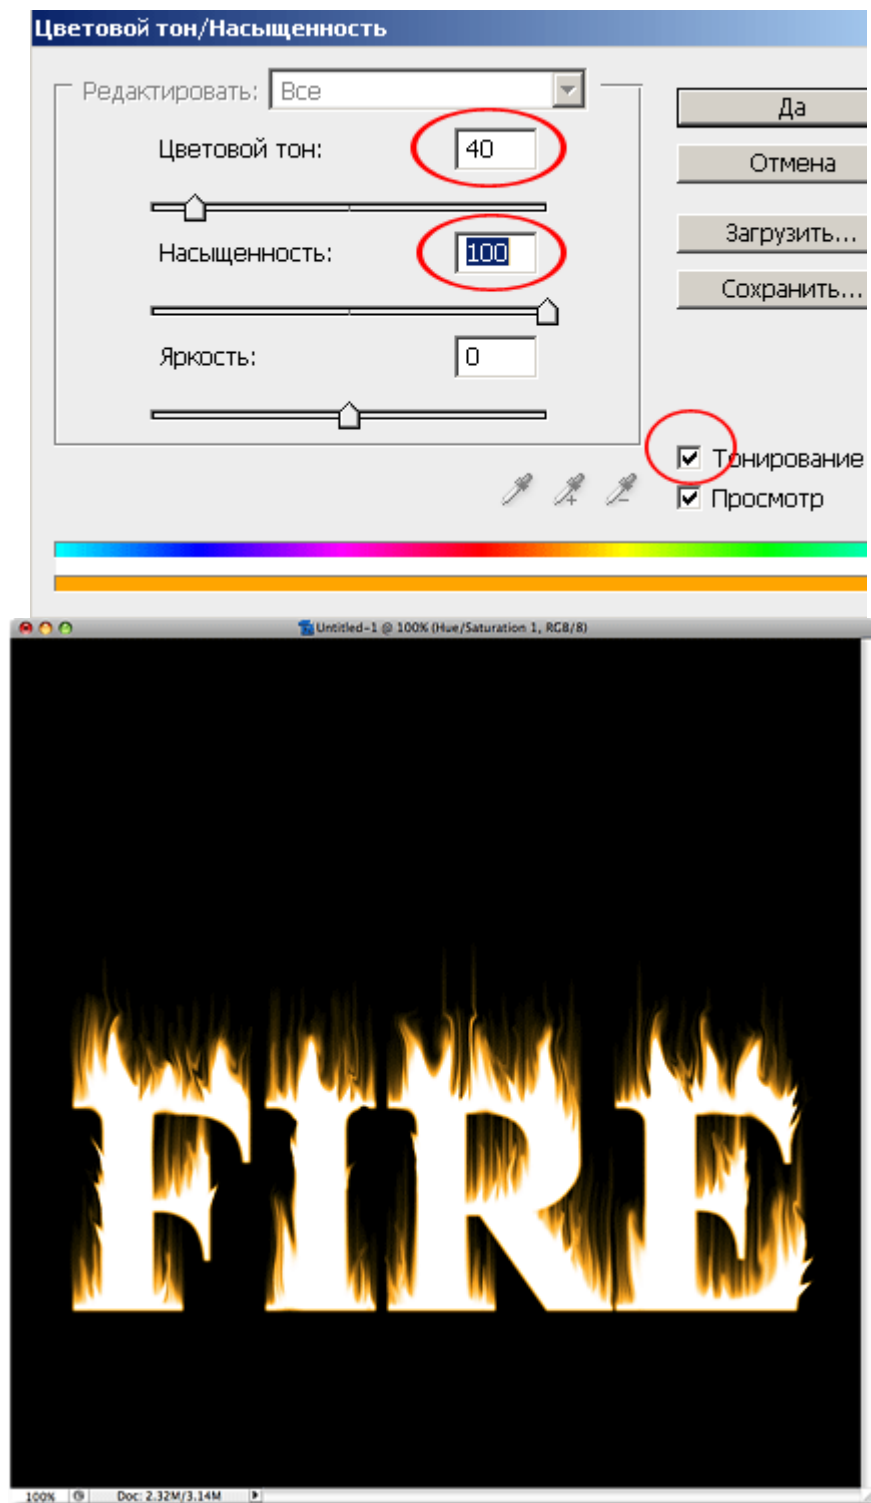 Цветовой тон/Насыщенность
Редактировать: Все
Да
Цветовой тон: 40
Отмена
Загрузить...
Насыщенность: 100
Сохранить...
Яркость: 0
Тонирование
Просмотр
Untitled-1 @ 100% (Hue/Saturation 1, RGB/8)
FIRE
100% Doc: 2.32M/3.14M